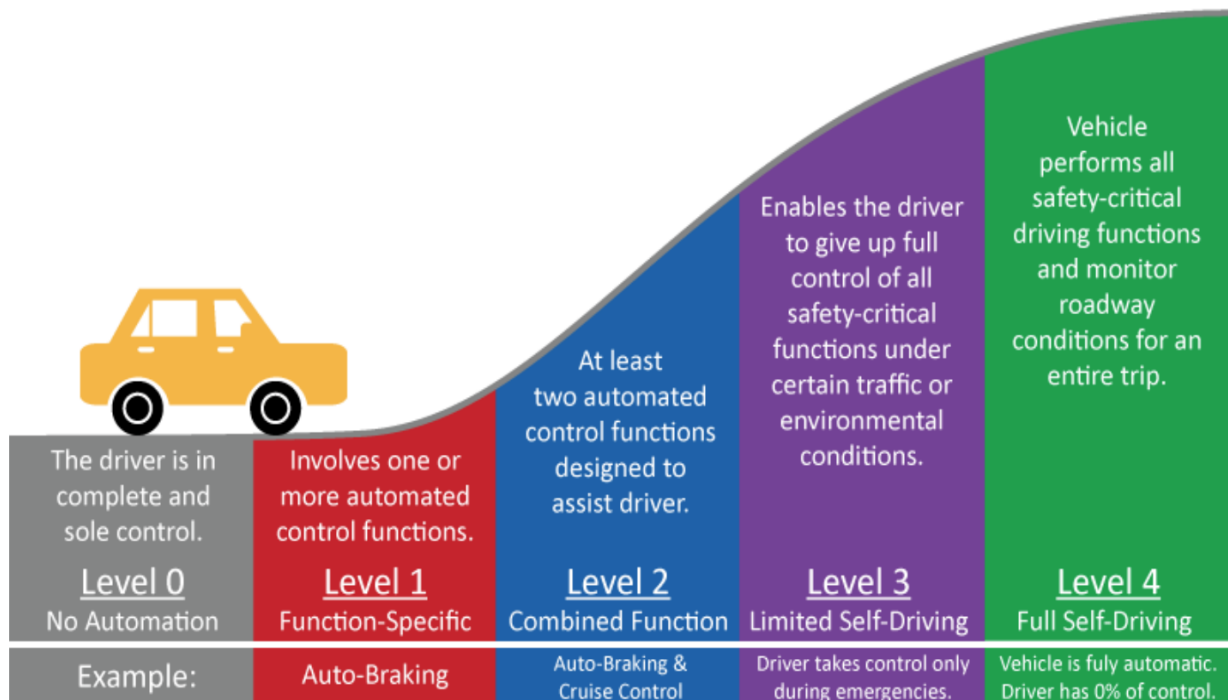 The driver is in
complete and
sole control.
Level 0
No Automation
Example:
Involves one or
more automated
control functions.
Level 1
Function-Specific
Auto-Braking
At least
two automated
control functions
designed to
assist driver.
Level 2
Combined Function
Auto-Braking &
Cruise Control
Enables the driver
to give up full
control of all
safety-critical
functions under
certain traffic or
environmental
conditions.
Level 3
Limited Self-Driving
Driver takes control only
during emergencies.
Vehicle
performs all
safety-critical
driving functions
and monitor
roadway
conditions for an
entire trip.
Level 4
Full Self-Driving
Vehicle is fuly automatic.
Driver has 0% of control.